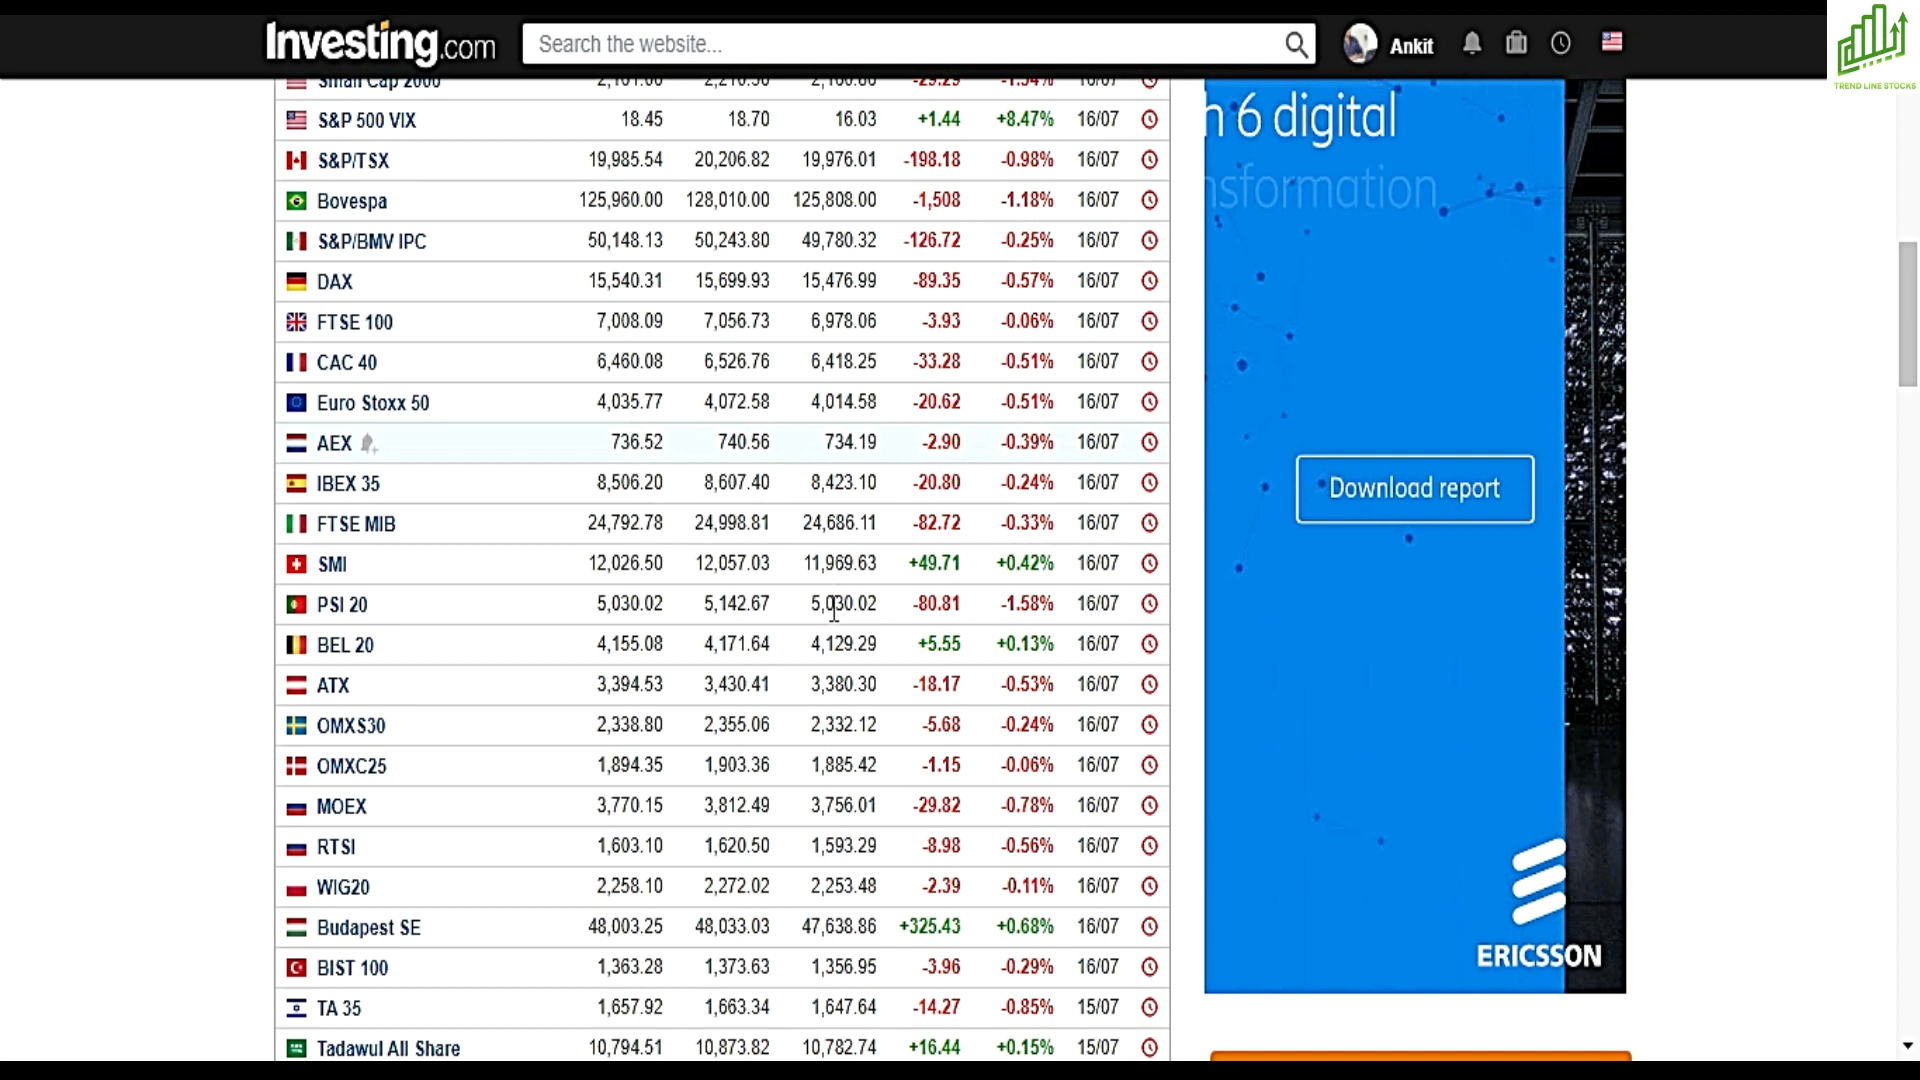 Investing.com
Search the website...
Ankit
TREND LINE STOCKS
Small Cap 2000 -29.29 -1.34% 16/07
S&P 500 VIX 18.45 18.70 16.03 +1.44 +8.47% 16/07
S&P/TSX 19,985.54 20,206.82 19,976.01 -198.18 -0.98% 16/07
Bovespa 125,960.00 128,010.00 125,808.00 -1,508 -1.18% 16/07
S&P/BMV IPC 50,148.13 50,243.80 49,780.32 -126.72 -0.25% 16/07
DAX 15,540.31 15,699.93 15,476.99 -89.35 -0.57% 16/07
FTSE 100 7,008.09 7,056.73 6,978.06 -3.93 -0.06% 16/07
CAC 40 6,460.08 6,526.76 6,418.25 -33.28 -0.51% 16/07
Euro Stoxx 50 4,035.77 4,072.58 4,014.58 -20.62 -0.51% 16/07
AEX 736.52 740.56 734.19 -2.90 -0.39% 16/07
IBEX 35 8,506.20 8,607.40 8,423.10 -20.80 -0.24% 16/07
FTSE MIB 24,792.78 24,998.81 24,686.11 -82.72 -0.33% 16/07
SMI 12,026.50 12,057.03 11,969.63 +49.71 +0.42% 16/07
PSI 20 5,030.02 5,142.67 5,030.02 -80.81 -1.58% 16/07
BEL 20 4,155.08 4,171.64 4,129.29 +5.55 +0.13% 16/07
ATX 3,394.53 3,430.41 3,380.30 -18.17 -0.53% 16/07
OMXS30 2,338.80 2,355.06 2,332.12 -5.68 -0.24% 16/07
OMXC25 1,894.35 1,903.36 1,885.42 -1.15 -0.06% 16/07
MOEX 3,770.15 3,812.49 3,756.01 -29.82 -0.78% 16/07
RTSI 1,603.10 1,620.50 1,593.29 -8.98 -0.56% 16/07
WIG20 2,258.10 2,272.02 2,253.48 -2.39 -0.11% 16/07
Budapest SE 48,003.25 48,033.03 47,638.86 +325.43 +0.68% 16/07
BIST 100 1,363.28 1,373.63 1,356.95 -3.96 -0.29% 16/07
TA 35 1,657.92 1,663.34 1,647.64 -14.27 -0.85% 15/07
Tadawul All Share 10,794.51 10,873.82 10,782.74 +16.44 +0.15% 15/07
h 6 digital
nsformation
Download report
ERICSSON